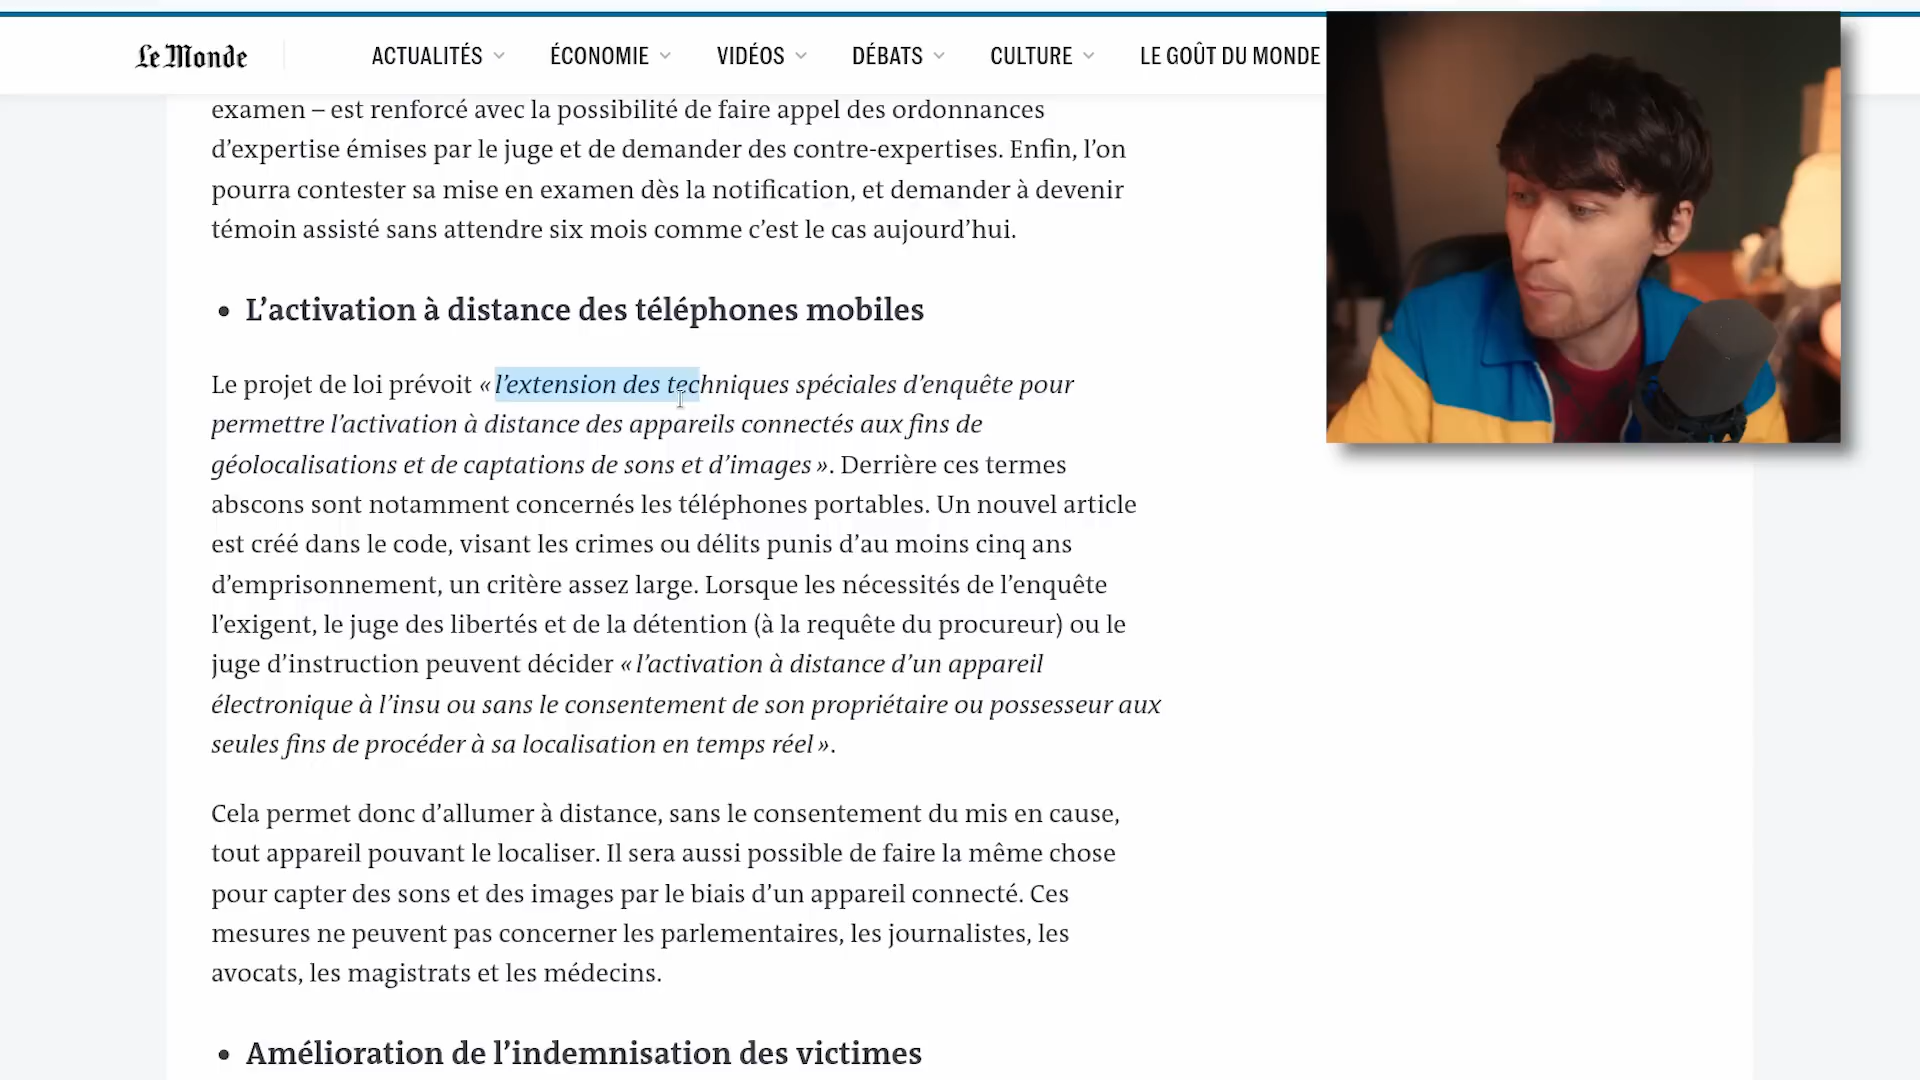 Le Monde
ACTUALITÉS
ÉCONOMIE
VIDÉOS
DÉBATS
CULTURE
LE GOÛT DU MONDE
examen – est renforcé avec la possibilité de faire appel des ordonnances
d’expertise émises par le juge et de demander des contre-expertises. Enfin, l’on
pourra contester sa mise en examen dès la notification, et demander à devenir
témoin assisté sans attendre six mois comme c’est le cas aujourd’hui.
• L’activation à distance des téléphones mobiles
Le projet de loi prévoit « l’extension des techniques spéciales d’enquête pour
permettre l’activation à distance des appareils connectés aux fins de
géolocalisations et de captations de sons et d’images ». Derrière ces termes
abscons sont notamment concernés les téléphones portables. Un nouvel article
est créé dans le code, visant les crimes ou délits punis d’au moins cinq ans
d’emprisonnement, un critère assez large. Lorsque les nécessités de l’enquête
l’exigent, le juge des libertés et de la détention (à la requête du procureur) ou le
juge d’instruction peuvent décider « l’activation à distance d’un appareil
électronique à l’insu ou sans le consentement de son propriétaire ou possesseur aux
seules fins de procéder à sa localisation en temps réel ».
Cela permet donc d’allumer à distance, sans le consentement du mis en cause,
tout appareil pouvant le localiser. Il sera aussi possible de faire la même chose
pour capter des sons et des images par le biais d’un appareil connecté. Ces
mesures ne peuvent pas concerner les parlementaires, les journalistes, les
avocats, les magistrats et les médecins.
• Amélioration de l’indemnisation des victimes